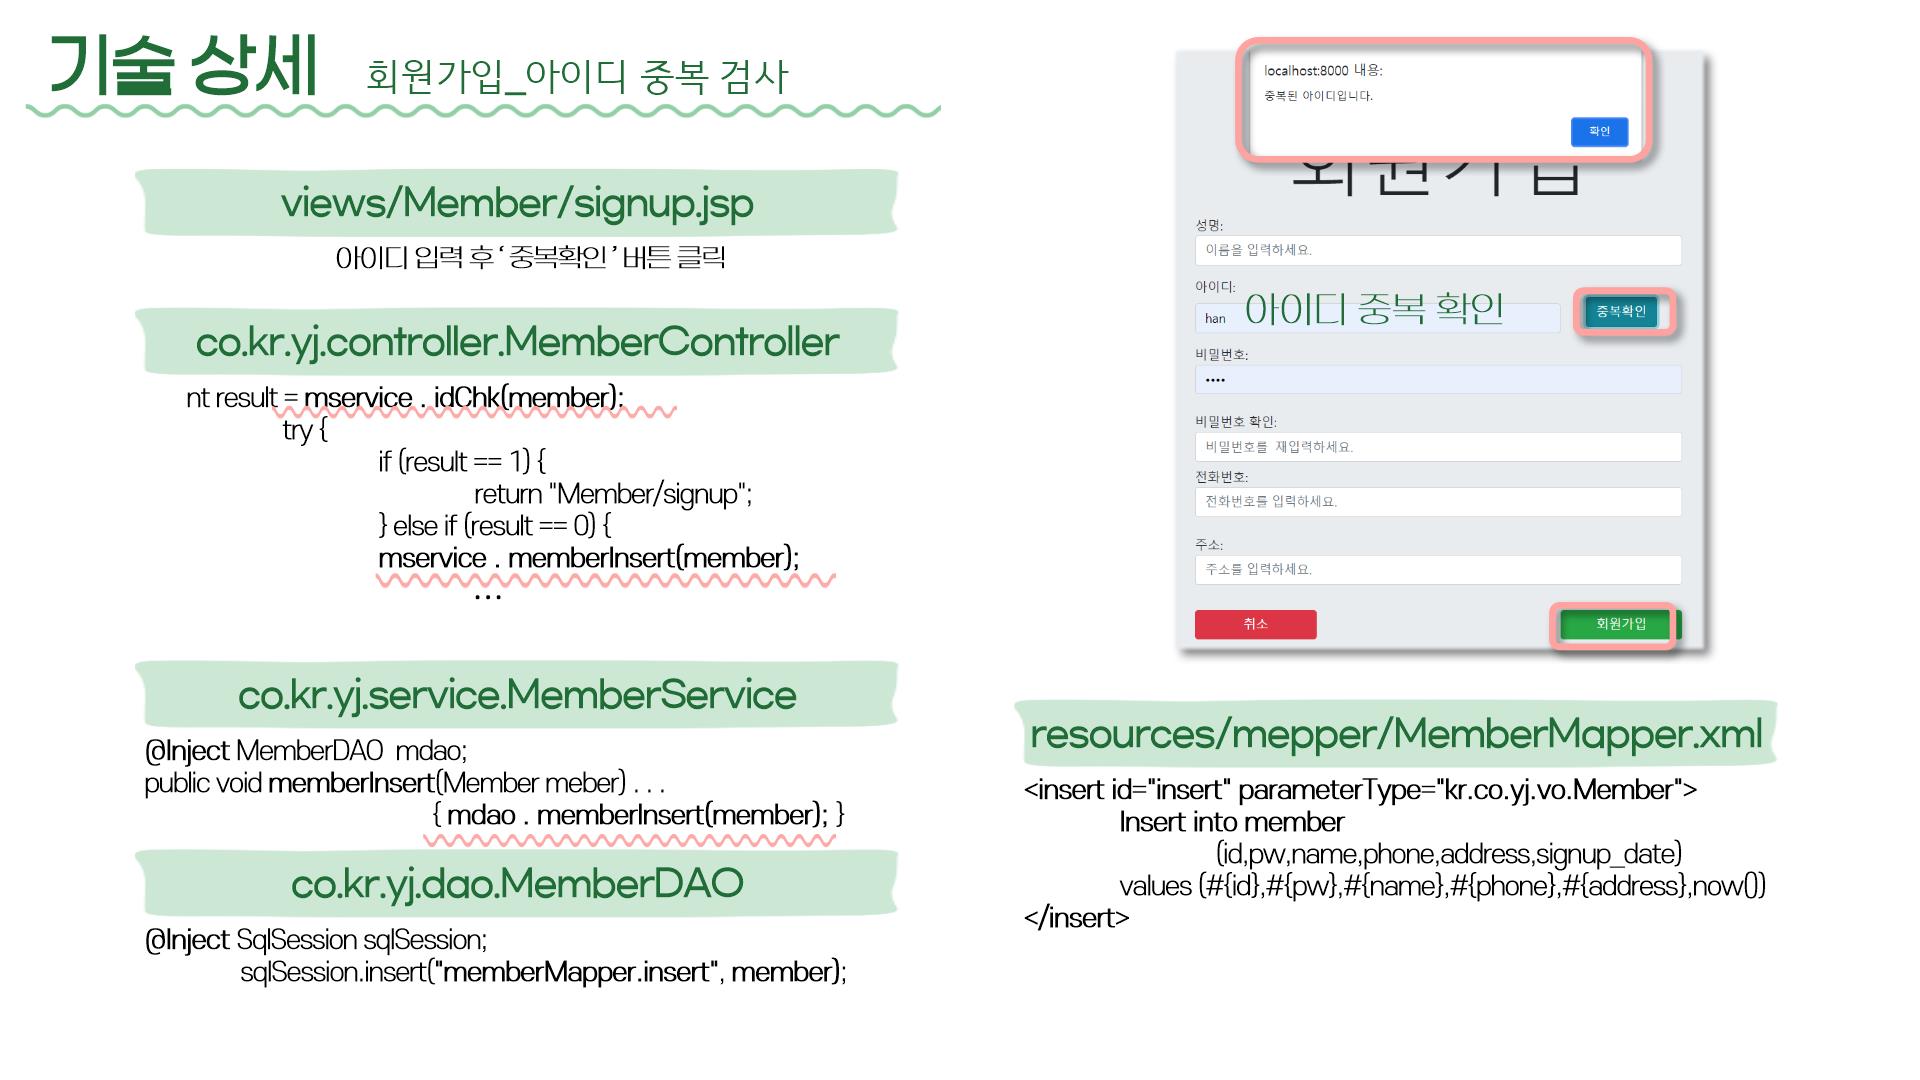 기술 상세 회원가입_아이디 중복 검사
views/Member/signup.jsp
아이디 입력 후 ‘ 중복확인 ’ 버튼 클릭
co.kr.yj.controller.MemberController
nt result = mservice . idChk(member);
try {
if (result == 1) {
return "Member/signup";
} else if (result == 0) {
mservice . memberInsert(member);
...
co.kr.yj.service.MemberService
@Inject MemberDAO mdao;
public void memberInsert(Member meber) . . .
{ mdao . memberInsert(member); }
co.kr.yj.dao.MemberDAO
@Inject SqlSession sqlSession;
sqlSession.insert("memberMapper.insert", member);
localhost:8000 내용:
중복된 아이디입니다.
확인
회원가입
성명:
이름을 입력하세요.
아이디:
han 아이디 중복 확인 중복확인
비밀번호:
••••
비밀번호 확인:
비밀번호를 재입력하세요.
전화번호:
전화번호를 입력하세요.
주소:
주소를 입력하세요.
취소 회원가입
resources/mepper/MemberMapper.xml
<insert id="insert" parameterType="kr.co.yj.vo.Member">
Insert into member
(id,pw,name,phone,address,signup_date)
values (#{id},#{pw},#{name},#{phone},#{address},now())
</insert>